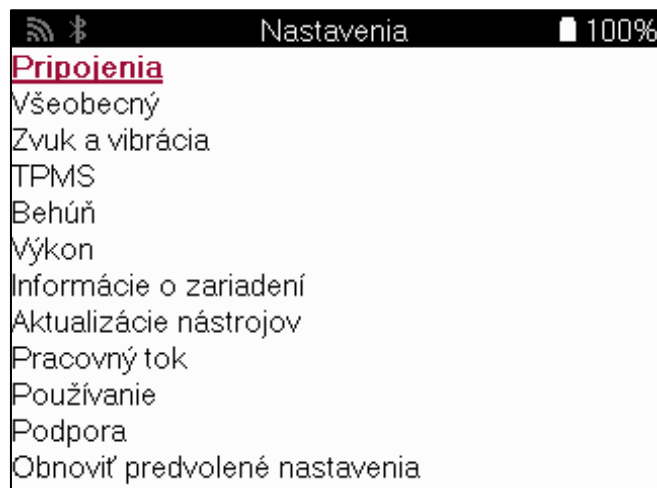 Nastavenia 100%
Pripojenia
Všeobecný
Zvuk a vibrácia
TPMS
Behúň
Výkon
Informácie o zariadení
Aktualizácie nástrojov
Pracovný tok
Používanie
Podpora
Obnoviť predvolené nastavenia